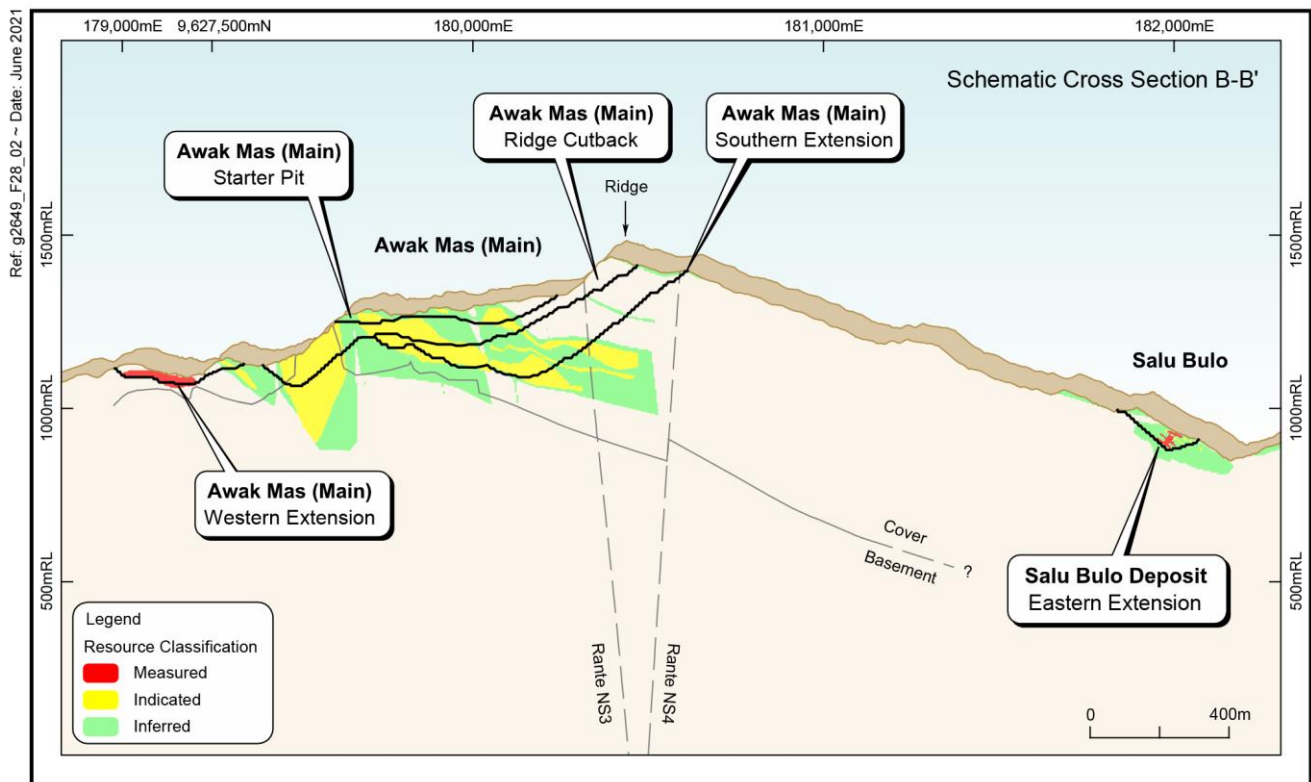 Ref: g2649_F28_02 ~ Date: June 2021
179,000mE
9,627,500mN
180,000mE
181,000mE
182,000mE
Schematic Cross Section B-B'
Awak Mas (Main)
Starter Pit
Awak Mas (Main)
Ridge Cutback
Awak Mas (Main)
Southern Extension
Ridge
Awak Mas (Main)
1500mRL
1500mRL
Salu Bulo
1000mRL
1000mRL
Awak Mas (Main)
Western Extension
Cover
Basement
?
Salu Bulo Deposit
Eastern Extension
500mRL
500mRL
Rante NS3
Rante NS4
Legend
Resource Classification
Measured
Indicated
Inferred
0
400m